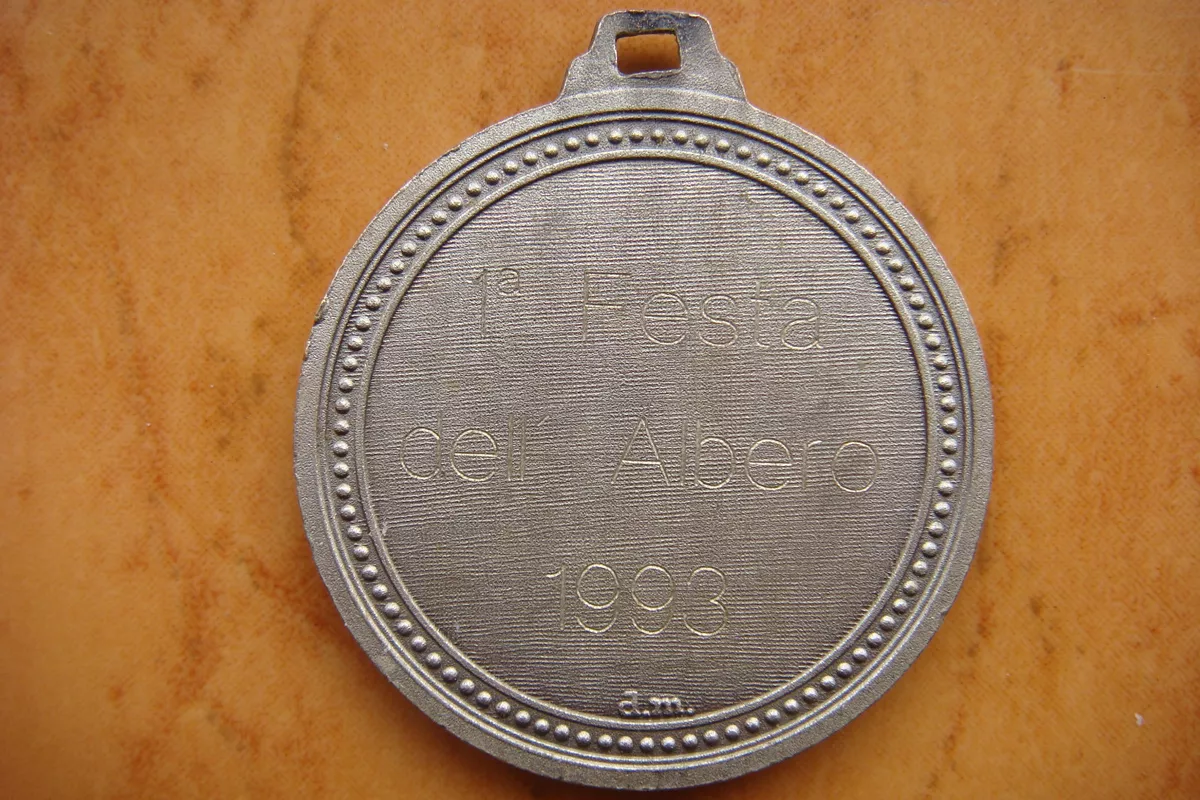 1ª Festa
dell' Albero
1993
d.m.